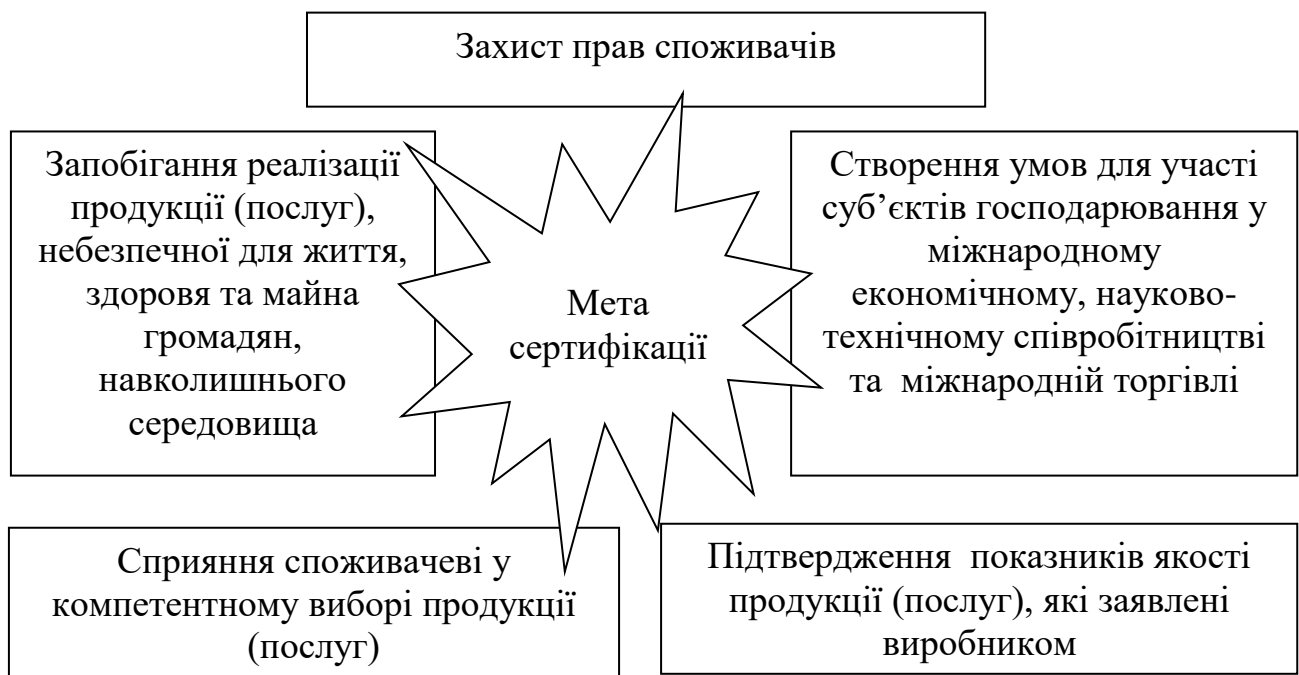 Захист прав споживачів
Запобігання реалізації
продукції (послуг),
небезпечної для життя,
здоровя та майна
громадян,
навколишнього
середовища
Мета
сертифікації
Створення умов для участі
суб’єктів господарювання у
міжнародному
економічному, науково-
технічному співробітництві
та міжнародній торгівлі
Сприяння споживачеві у
компетентному виборі продукції
(послуг)
Підтвердження показників якості
продукції (послуг), які заявлені
виробником